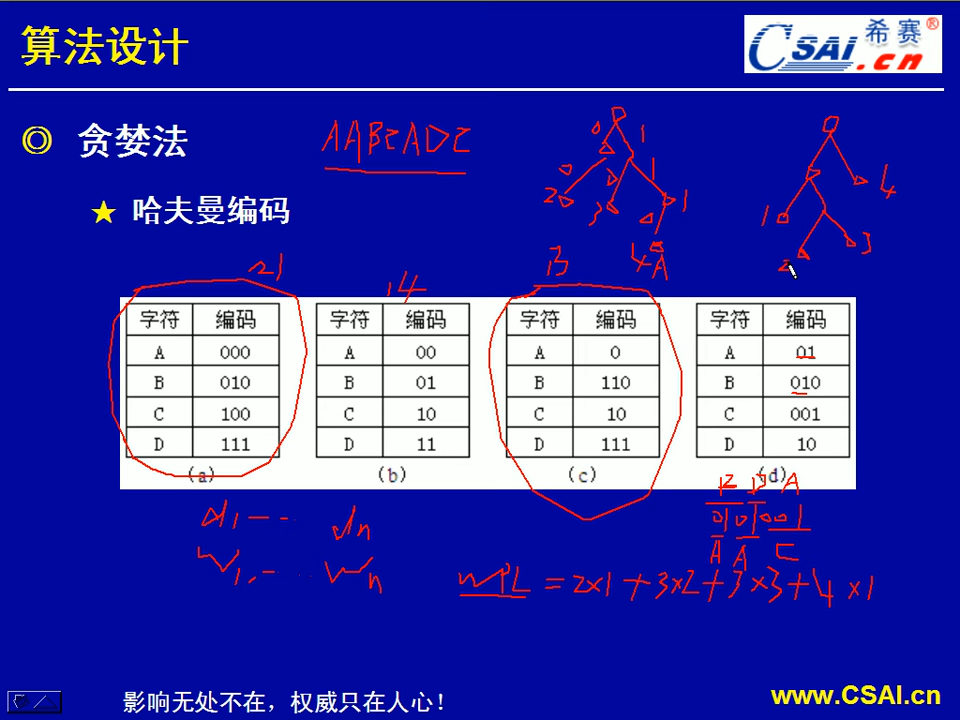 算法设计
CSAI 希赛®
.cn
◎ 贪婪法
★ 哈夫曼编码
21
14
13
4A
字符 编码
A 000
B 010
C 100
D 111
(a)
字符 编码
A 00
B 01
C 10
D 11
(b)
字符 编码
A 0
B 110
C 10
D 111
(c)
字符 编码
A 01
B 010
C 001
D 10
(d)
WPL = 2×1+3×2+3×3+4×1
影响无处不在，权威只在人心！
www.CSAI.cn